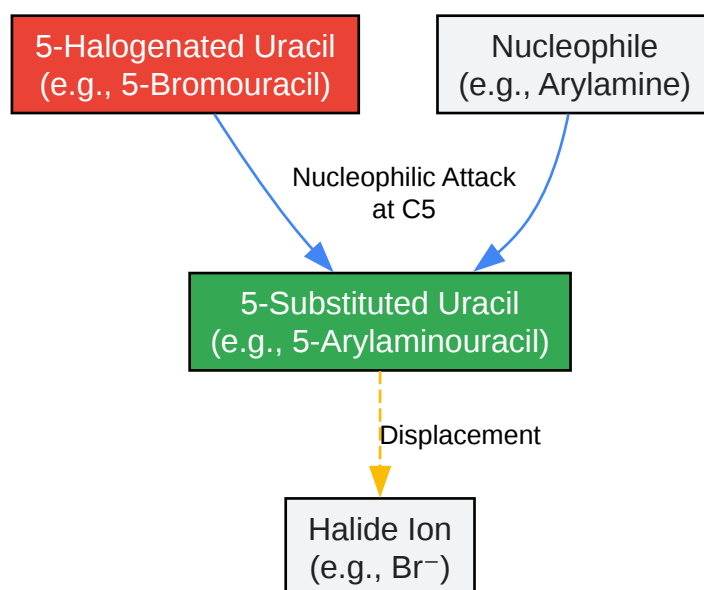 5-Halogenated Uracil
(e.g., 5-Bromouracil)
Nucleophile
(e.g., Arylamine)
Nucleophilic Attack
at C5
5-Substituted Uracil
(e.g., 5-Arylaminouracil)
Displacement
Halide Ion
(e.g., Br⁻)